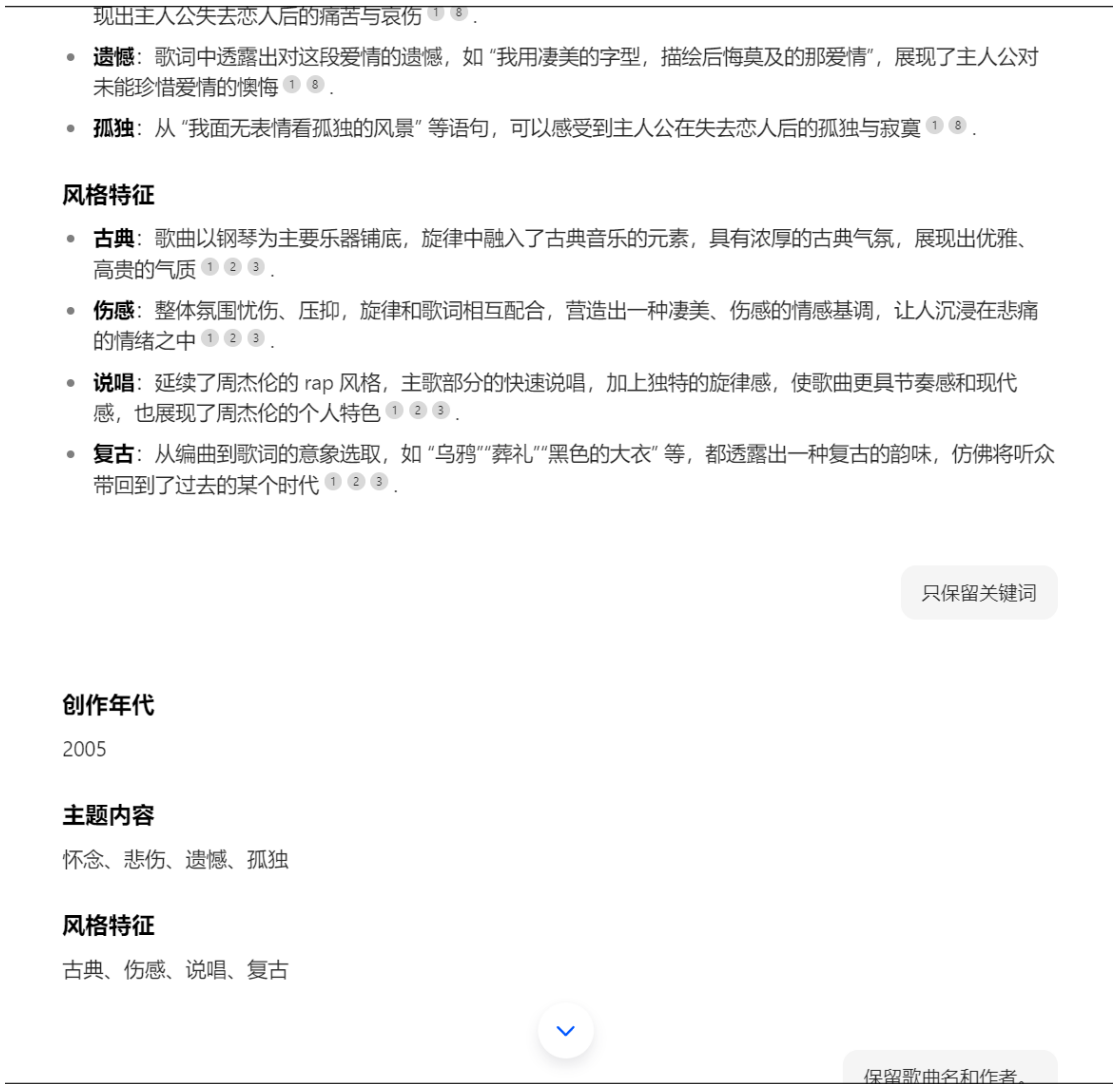 现出主人公失去恋人后的痛苦与哀伤 1 8 .
• 遗憾：歌词中透露出对这段爱情的遗憾，如 “我用凄美的字型，描绘后悔莫及的那爱情”，展现了主人公对
未能珍惜爱情的懊悔 1 8 .
• 孤独：从 “我面无表情看孤独的风景” 等语句，可以感受到主人公在失去恋人后的孤独与寂寞 1 8 .
风格特征
• 古典：歌曲以钢琴为主要乐器铺底，旋律中融入了古典音乐的元素，具有浓厚的古典气氛，展现出优雅、
高贵的气质 1 2 3 .
• 伤感：整体氛围忧伤、压抑，旋律和歌词相互配合，营造出一种凄美、伤感的情感基调，让人沉浸在悲痛
的情绪之中 1 2 3 .
• 说唱：延续了周杰伦的 rap 风格，主歌部分的快速说唱，加上独特的旋律感，使歌曲更具节奏感和现代
感，也展现了周杰伦的个人特色 1 2 3 .
• 复古：从编曲到歌词的意象选取，如 “乌鸦”“葬礼”“黑色的大衣” 等，都透露出一种复古的韵味，仿佛将听众
带回到了过去的某个时代 1 2 3 .
只保留关键词
创作年代
2005
主题内容
怀念、悲伤、遗憾、孤独
风格特征
古典、伤感、说唱、复古
保留歌曲名和作者。